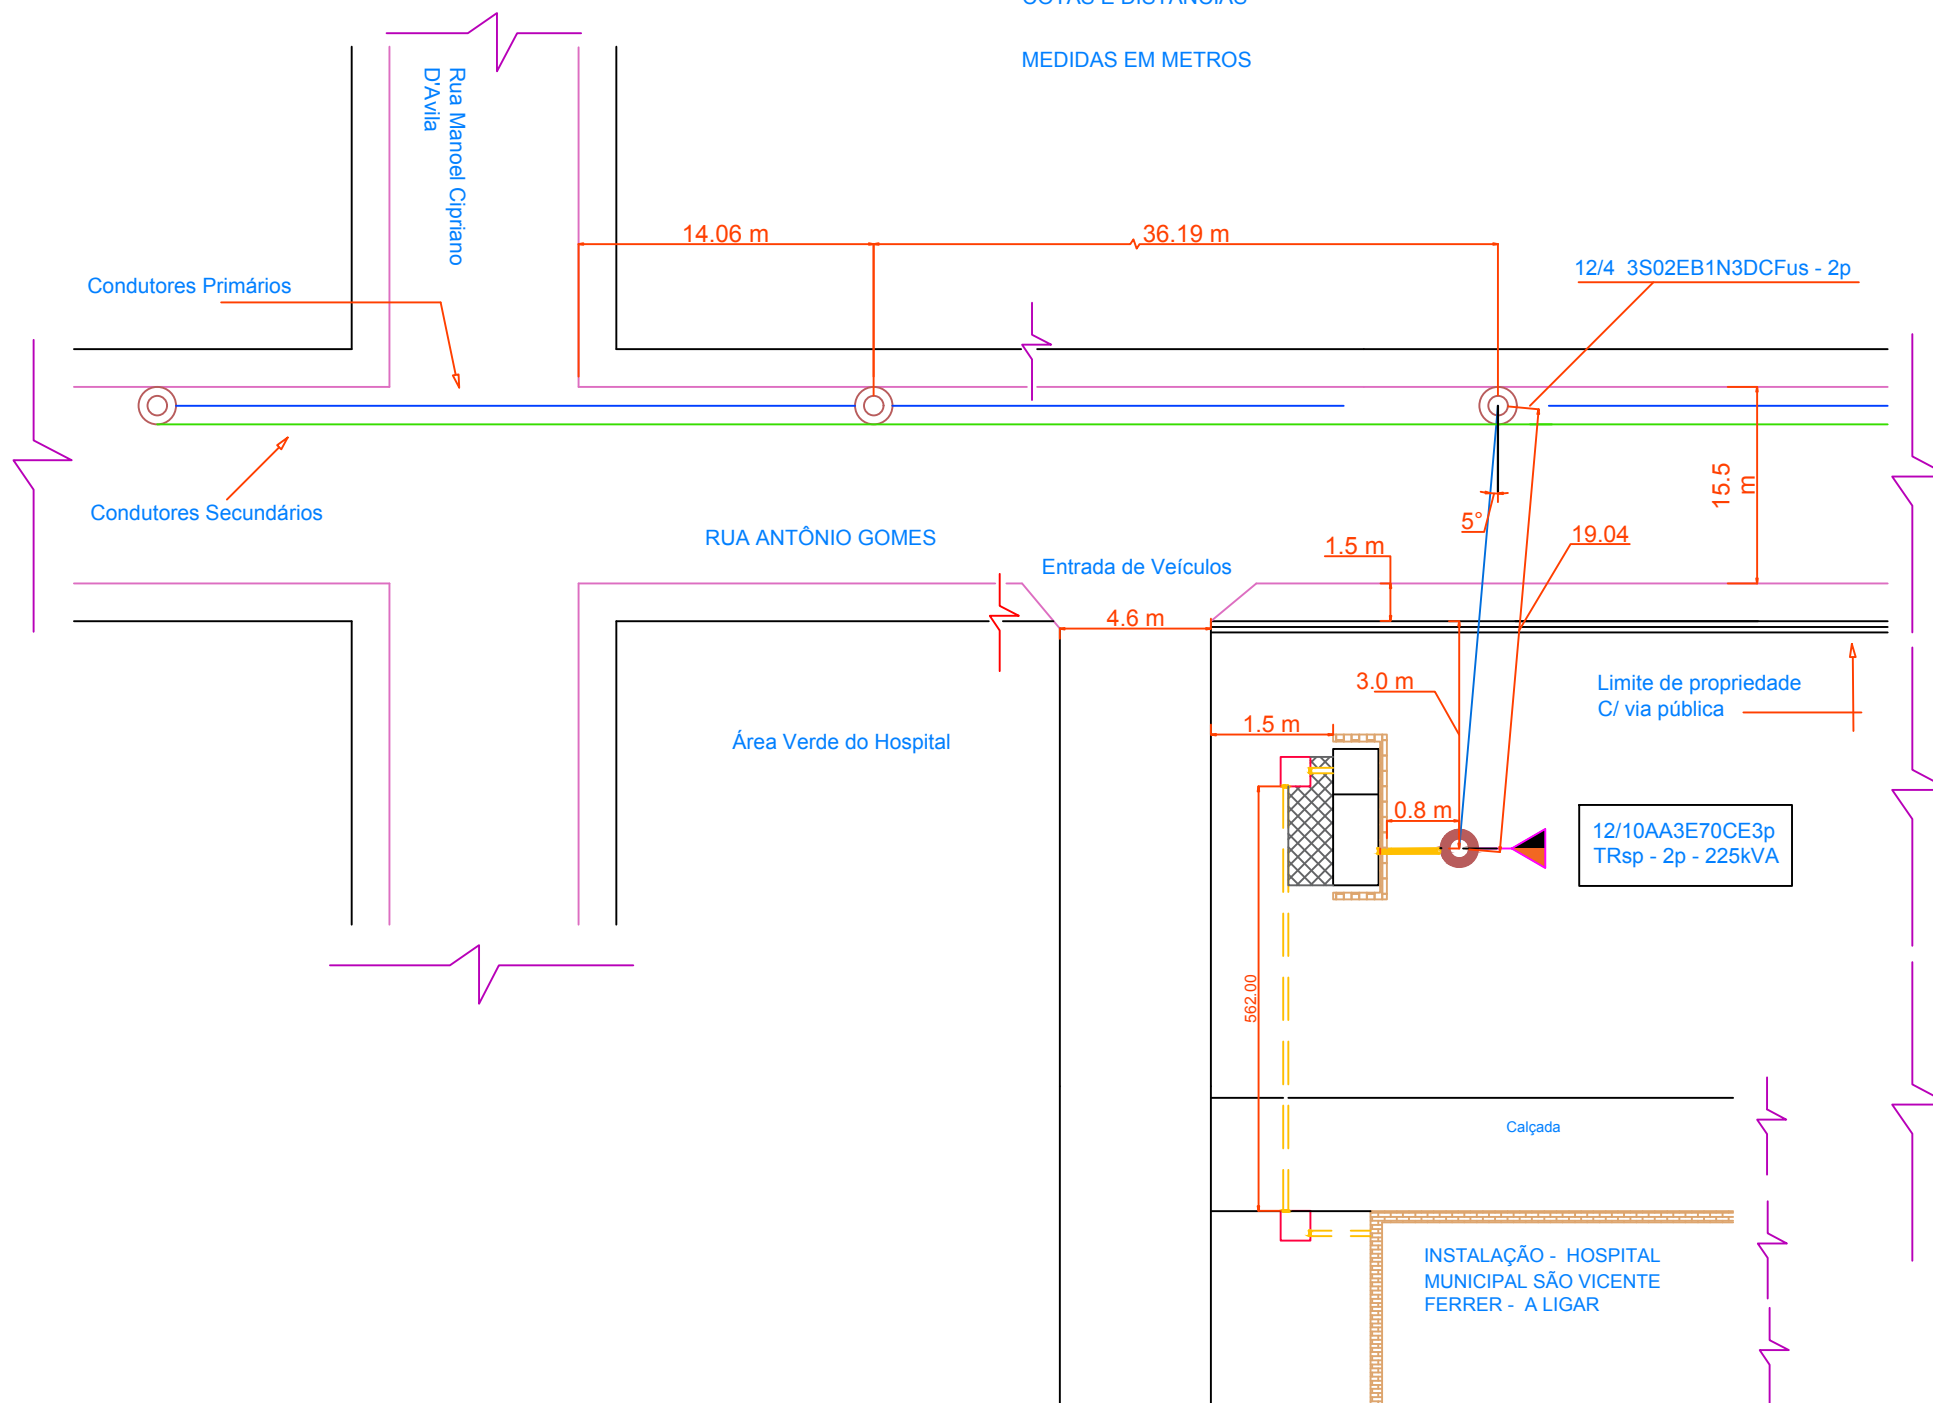 COTAS E DISTÂNCIAS
MEDIDAS EM METROS
Rua Manoel Cipriano
D'Avila
14.06 m
36.19 m
12/4 3S02EB1N3DCFus - 2p
Condutores Primários
Condutores Secundários
RUA ANTÔNIO GOMES
Entrada de Veículos
5°
19.04
15.5
m
1.5 m
4.6 m
3.0 m
Limite de propriedade
C/ via pública
1.5 m
Área Verde do Hospital
0.8 m
12/10AA3E70CE3p
TRsp - 2p - 225kVA
562.00
Calçada
INSTALAÇÃO - HOSPITAL
MUNICIPAL SÃO VICENTE
FERRER - A LIGAR